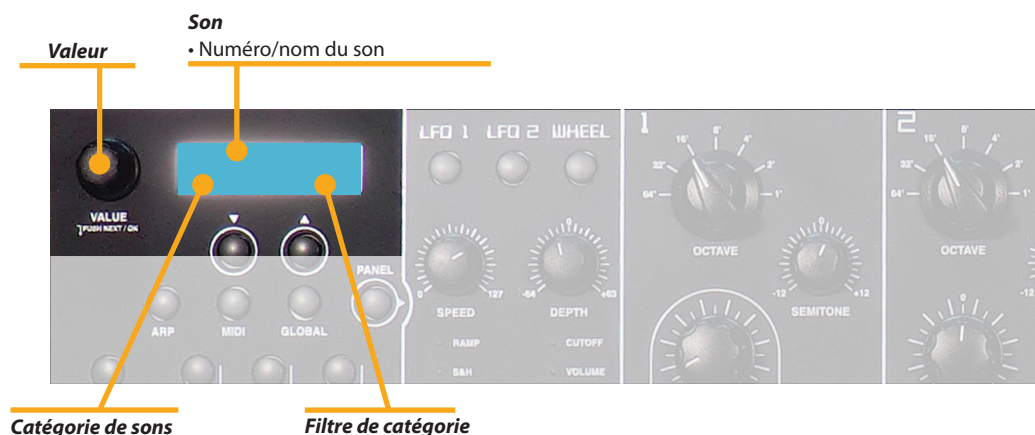 Son
• Numéro/nom du son
Valeur
LFO 1 LFO 2 WHEEL
1
2
16' 8' 4'
32' 2'
64' 1'
16' 8' 4'
32' 2'
64' 1'
VALUE
PUSH NEXT / OK
▼ ▲
OCTAVE
OCTAVE
0
0
PANEL
0 127
-64 +63
-12 +12
-12
0
SPEED DEPTH
SEMITONE
ARP MIDI GLOBAL
RAMP CUTOFF
S&H VOLUME
Catégorie de sons
Filtre de catégorie